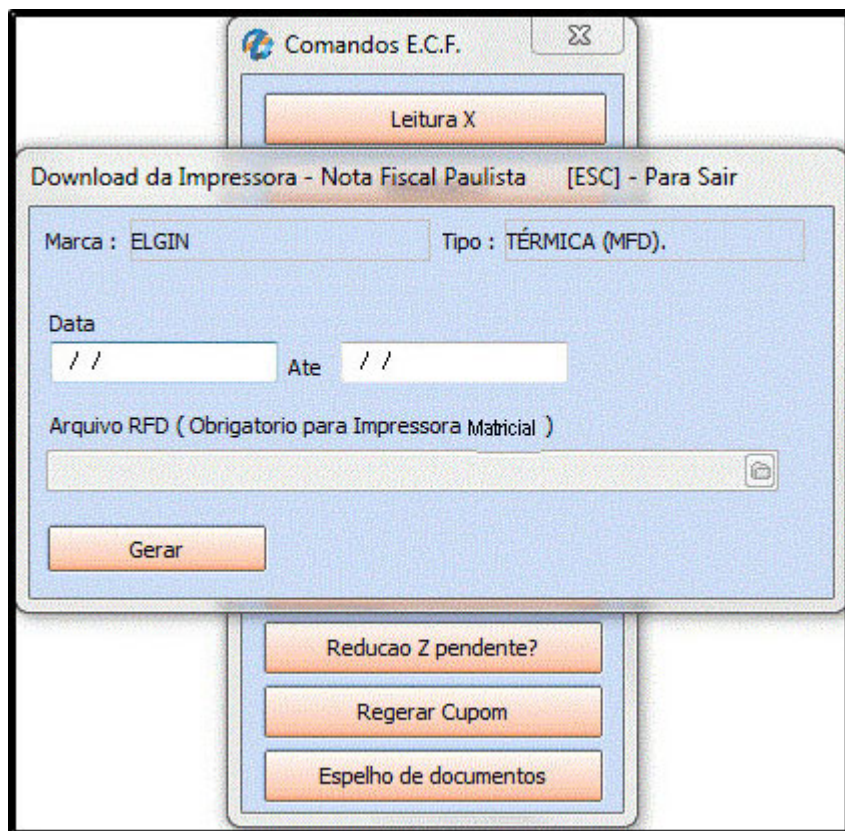 Comandos E.C.F.
Leitura X
Download da Impressora - Nota Fiscal Paulista [ESC] - Para Sair
Marca : ELGIN Tipo : TÉRMICA (MFD).
Data
/ / Ate / /
Arquivo RFD ( Obrigatorio para Impressora Matricial )
Gerar
Reducao Z pendente?
Regerar Cupom
Espelho de documentos